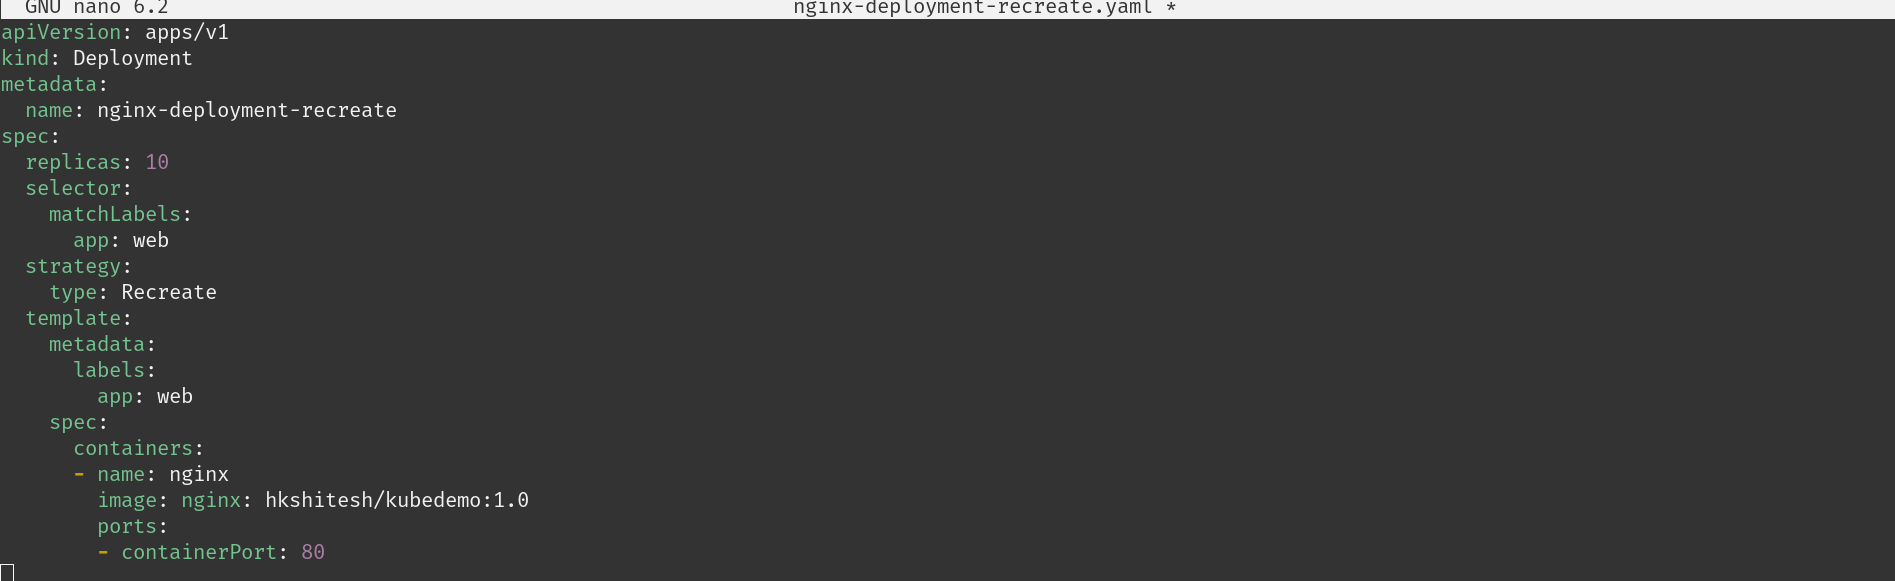 GNU nano 6.2 nginx-deployment-recreate.yaml *
apiVersion: apps/v1
kind: Deployment
metadata:
  name: nginx-deployment-recreate
spec:
  replicas: 10
  selector:
    matchLabels:
      app: web
  strategy:
    type: Recreate
  template:
    metadata:
      labels:
        app: web
    spec:
      containers:
      - name: nginx
        image: nginx: hkshitesh/kubedemo:1.0
        ports:
        - containerPort: 80